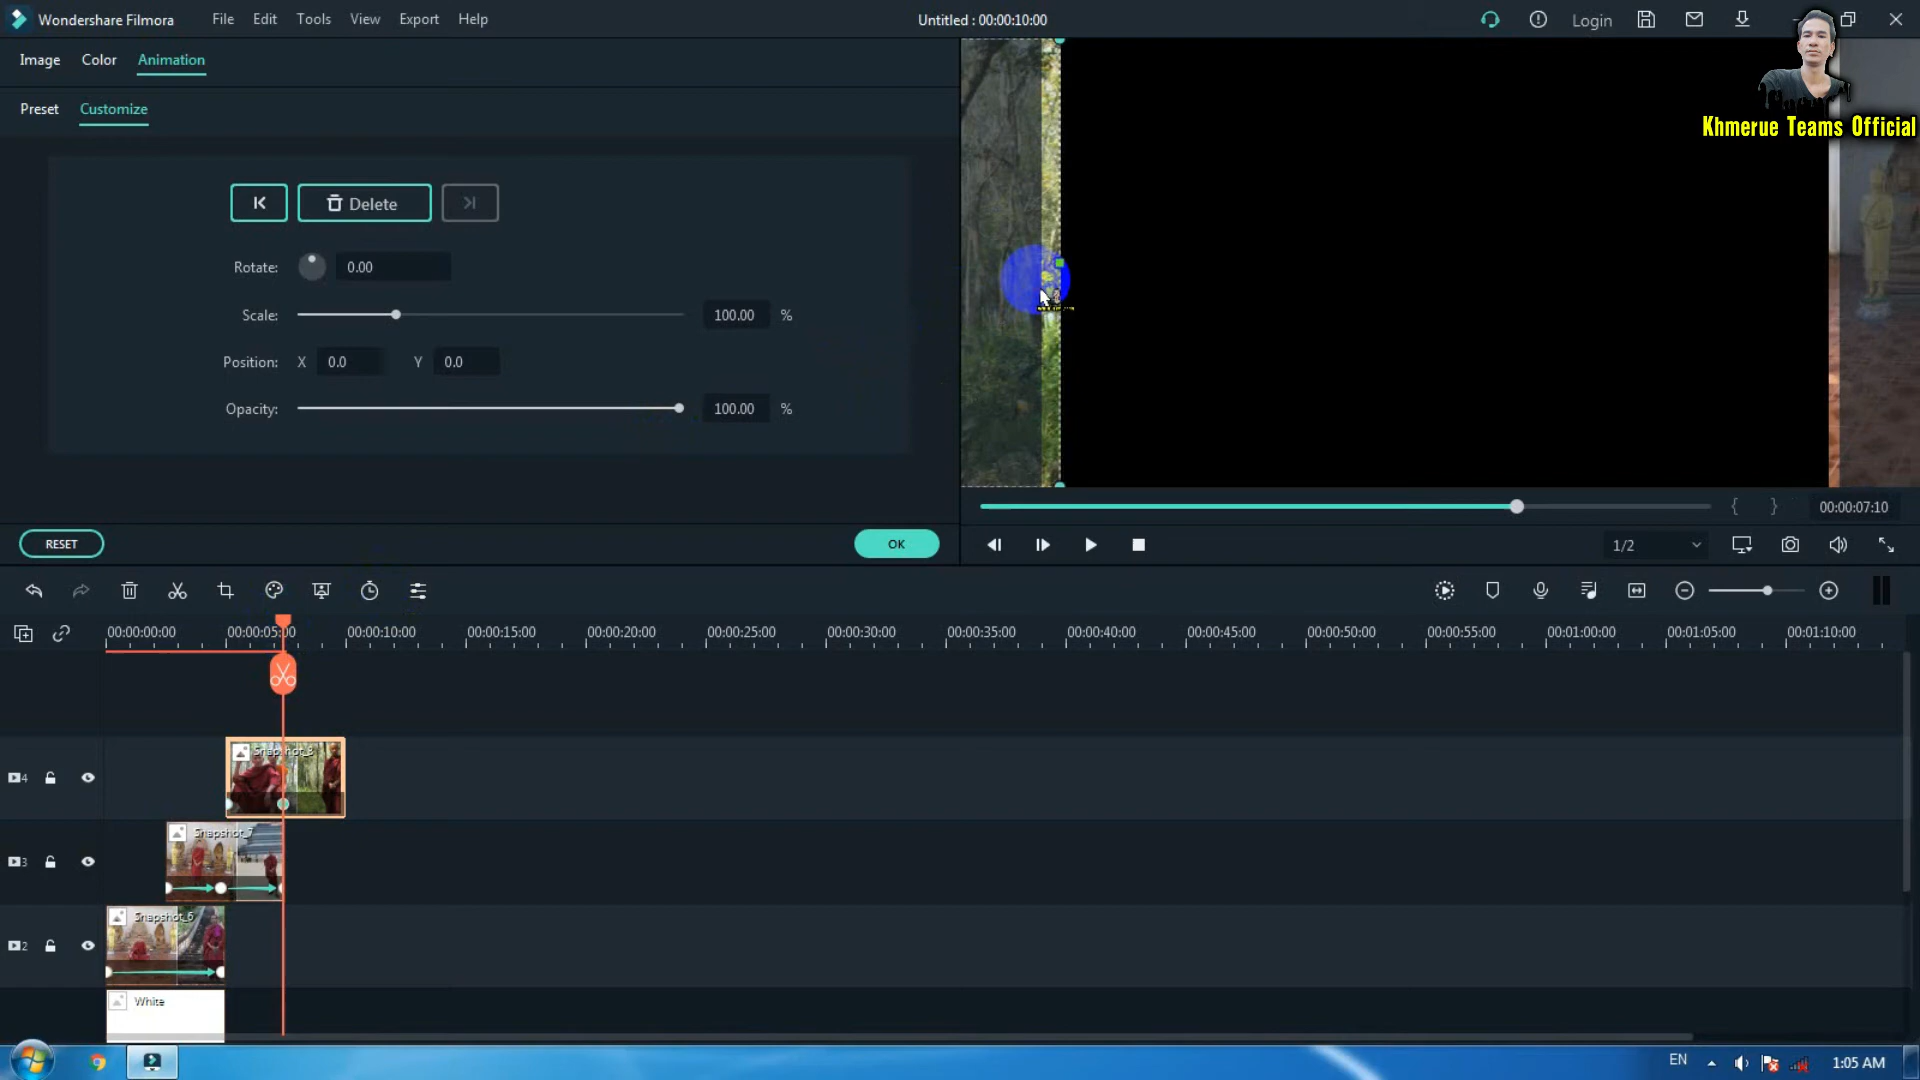 Wondershare Filmora
File
Edit
Tools
View
Export
Help
Untitled : 00:00:10:00
Login
Image
Color
Animation
Preset
Customize
Khmerue Teams Official
Delete
Rotate:
0.00
Scale:
100.00
%
Position:
X
0.0
Y
0.0
Opacity:
100.00
%
RESET
OK
00:00:07:10
1/2
00:00:00:00
00:00:05:00
00:00:10:00
00:00:15:00
00:00:20:00
00:00:25:00
00:00:30:00
00:00:35:00
00:00:40:00
00:00:45:00
00:00:50:00
00:00:55:00
00:01:00:00
00:01:05:00
00:01:10:00
4
Snapshot_3
3
Snapshot_7
2
Snapshot_6
White
EN
1:05 AM